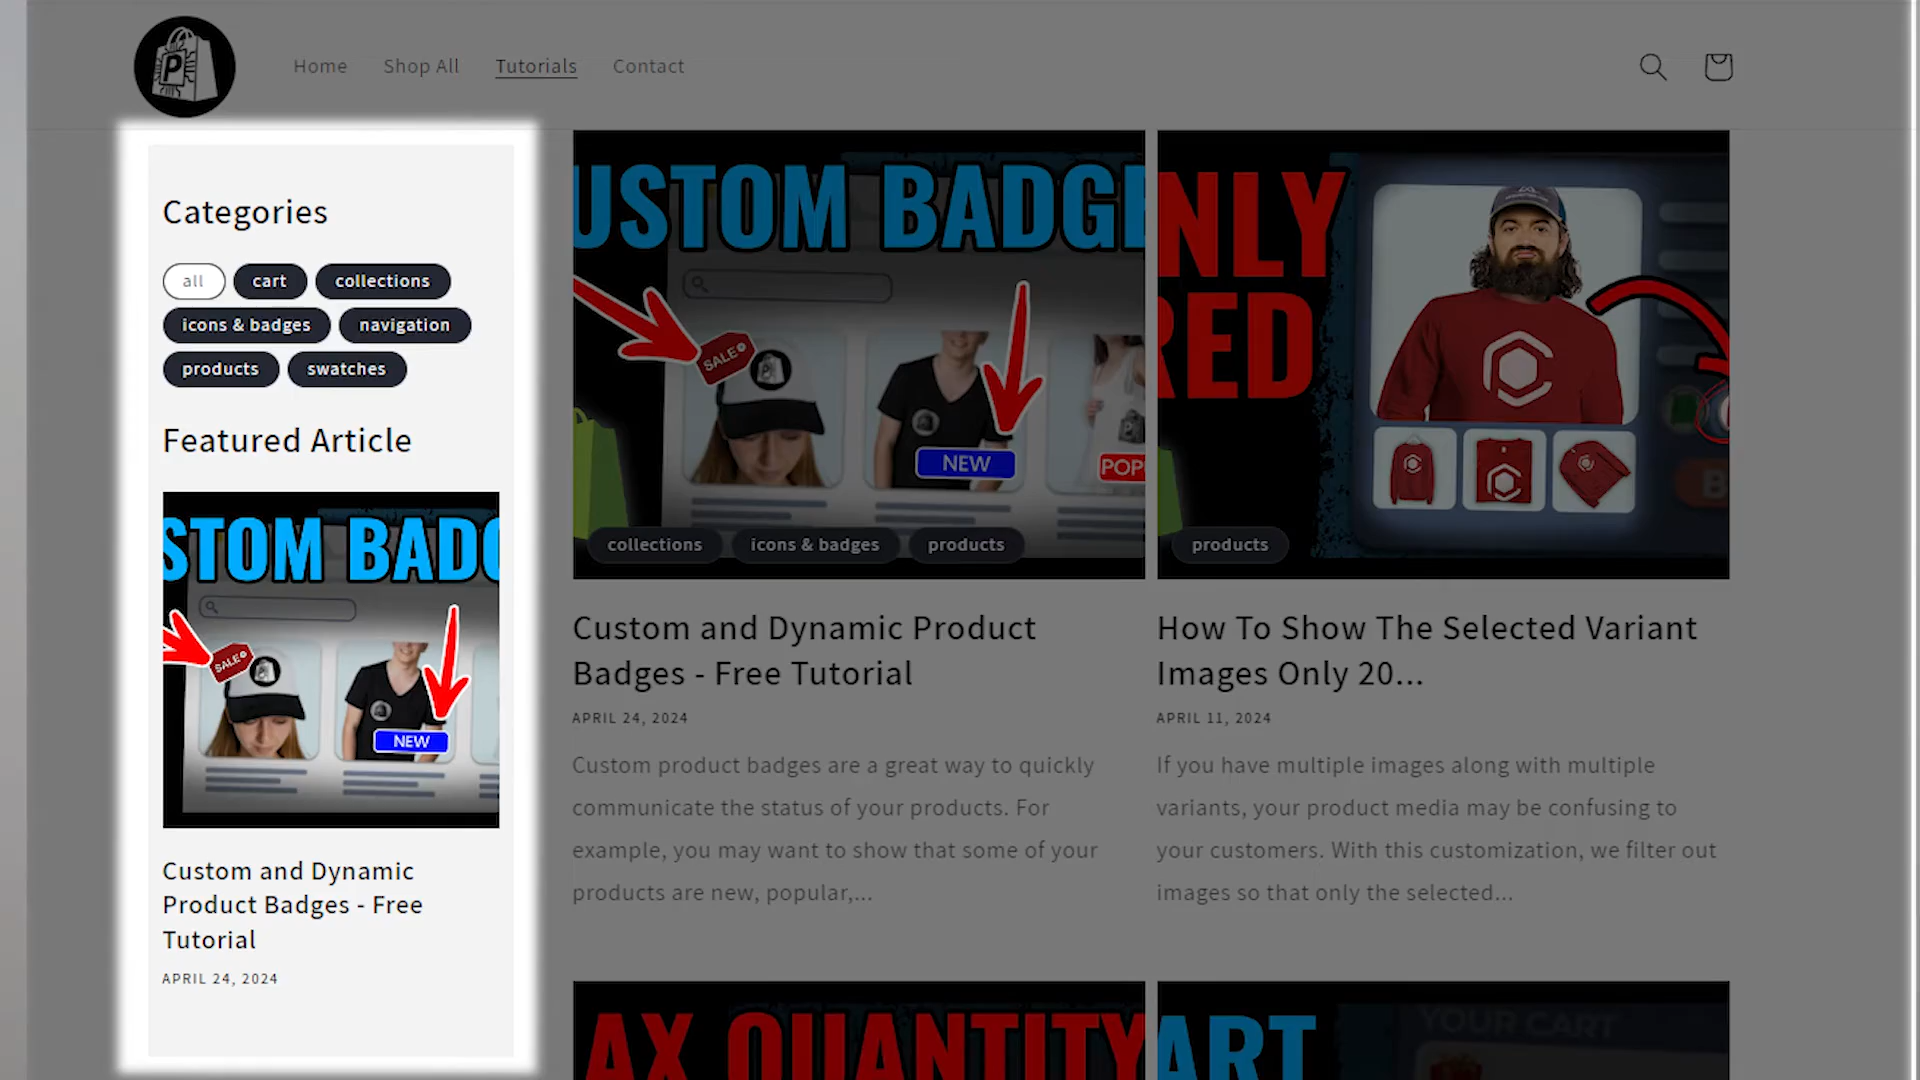 P
Home
Shop All
Tutorials
Contact
Categories
all
cart
collections
icons & badges
navigation
products
swatches
Featured Article
STOM BADG
SALE
NEW
Custom and Dynamic
Product Badges - Free
Tutorial
APRIL 24, 2024
USTOM BADGE
SALE
NEW
POP
collections
icons & badges
products
Custom and Dynamic Product
Badges - Free Tutorial
APRIL 24, 2024
Custom product badges are a great way to quickly
communicate the status of your products. For
example, you may want to show that some of your
products are new, popular,...
NLY
RED
B
products
How To Show The Selected Variant
Images Only 20...
APRIL 11, 2024
If you have multiple images along with multiple
variants, your product media may be confusing to
your customers. With this customization, we filter out
images so that only the selected...
AX QUANTITY
ART
YOUR CART